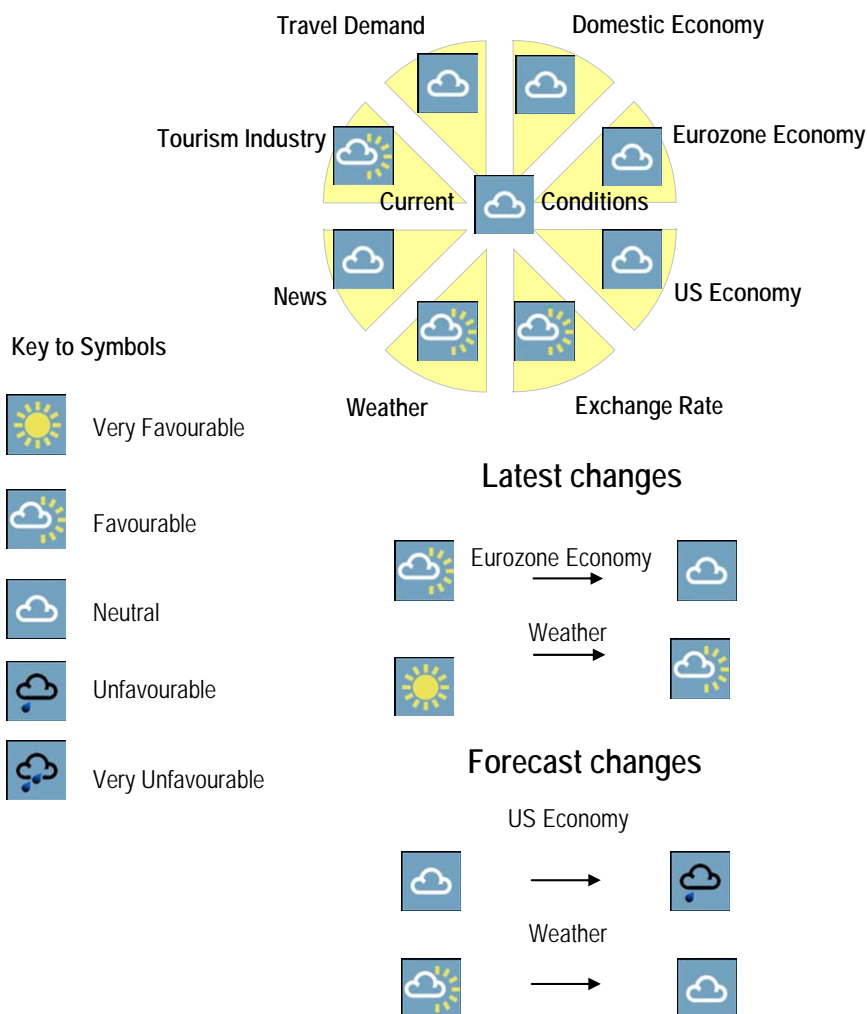 Travel Demand
Domestic Economy
Tourism Industry
Eurozone Economy
Current Conditions
News
US Economy
Weather
Exchange Rate
Key to Symbols
Very Favourable
Favourable
Neutral
Unfavourable
Very Unfavourable
Latest changes
Eurozone Economy
Weather
Forecast changes
US Economy
Weather